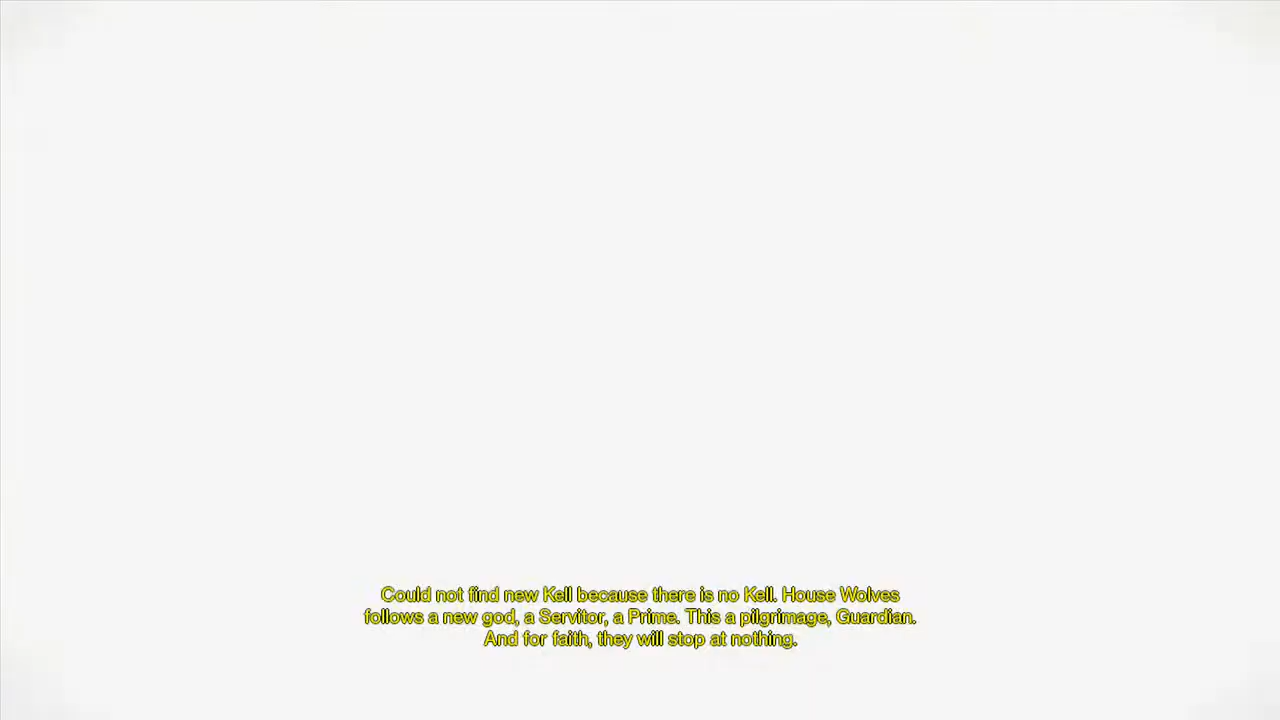 Could not find new Kell because there is no Kell. House Wolves
follows a new god, a Servitor, a Prime. This a pilgrimage, Guardian.
And for faith, they will stop at nothing.